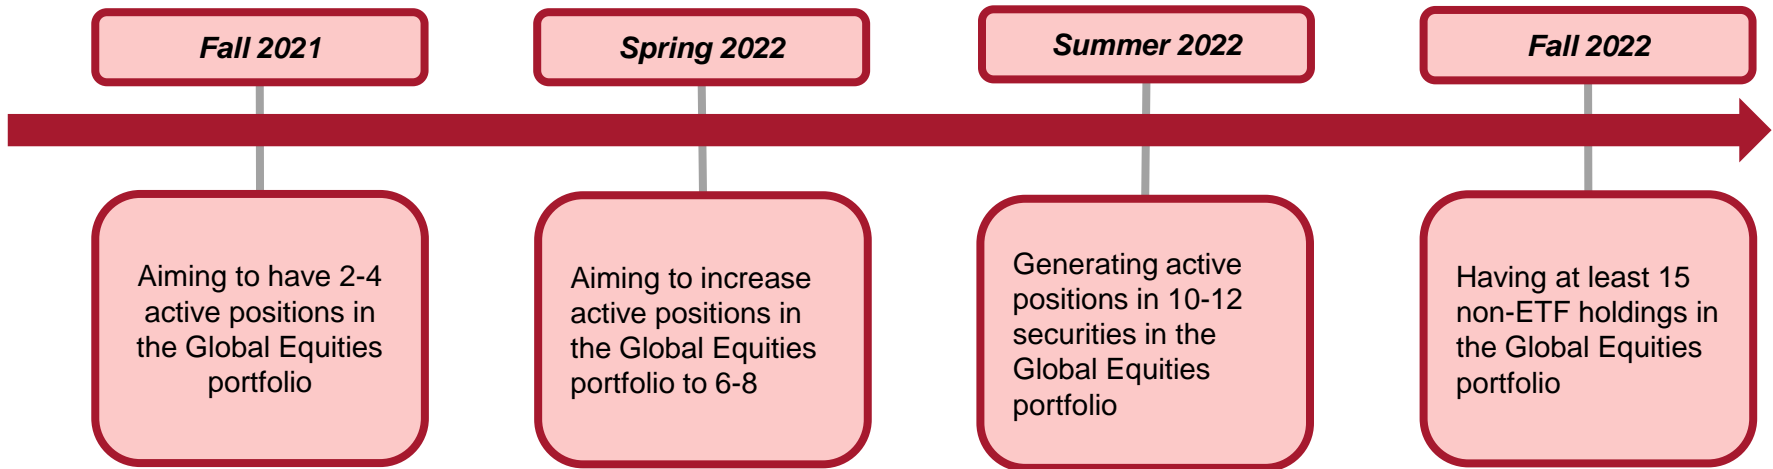 Fall 2021
Spring 2022
Summer 2022
Fall 2022
Aiming to have 2-4
active positions in
the Global Equities
portfolio
Aiming to increase
active positions in
the Global Equities
portfolio to 6-8
Generating active
positions in 10-12
securities in the
Global Equities
portfolio
Having at least 15
non-ETF holdings in
the Global Equities
portfolio